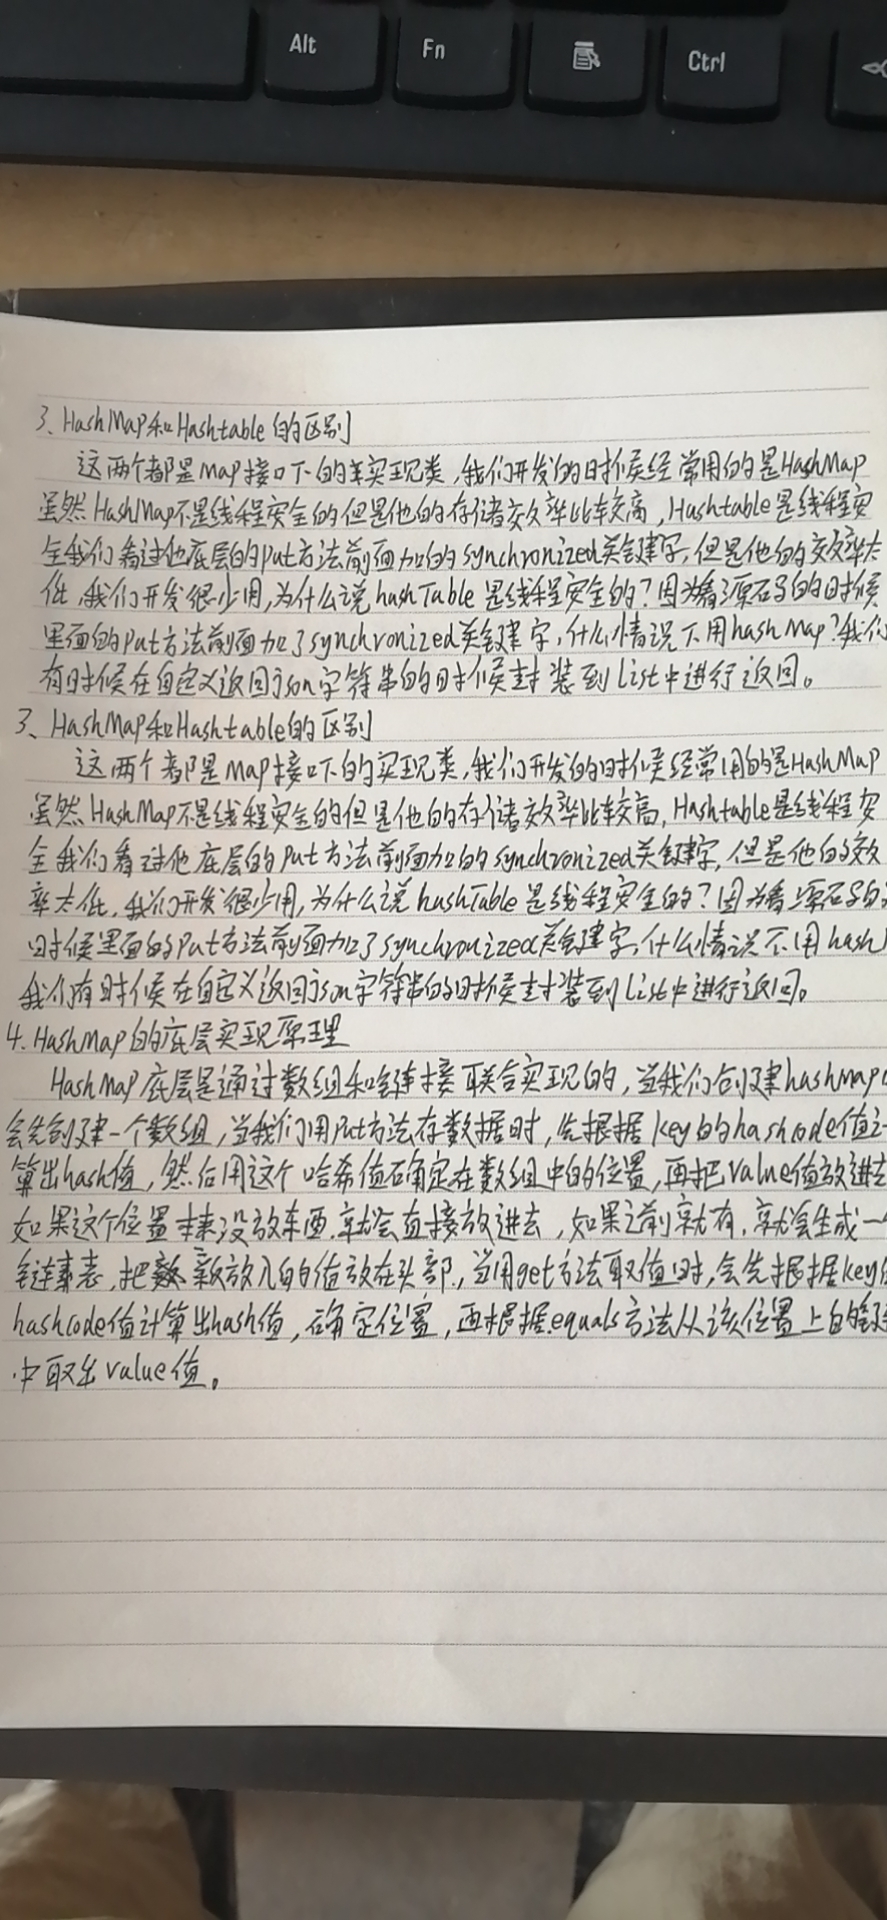 Alt Fn Ctrl
3、HashMap和Hashtable的区别
这两个都是Map接口下的实现类,我们开发的时候经常用的是HashMap
虽然HashMap不是线程安全的但是他的存储效率比较高,Hashtable是线程安
全我们看过他底层的put方法前面加的synchronized关键字,但是他的效率太
低,我们开发很少用,为什么说hashTable是线程安全的?因为看源码的时候
里面的put方法前面加了synchronized关键字,什么情况下用hashMap?我们
有时候在自定义返回json字符串的时候封装到list中进行返回。
3、HashMap和Hashtable的区别
这两个都是Map接口下的实现类,我们开发的时候经常用的是HashMap
虽然HashMap不是线程安全的但是他的存储效率比较高,Hashtable是线程安
全我们看过他底层的put方法前面加的synchronized关键字,但是他的效
率太低,我们开发很少用,为什么说hashTable是线程安全的?因为看源码的
时候里面的put方法前面加了synchronized关键字,什么情况下用hash
我们有时候在自定义返回json字符串的时候封装到list中进行返回。
4.HashMap的底层实现原理
HashMap底层是通过数组和链接联合实现的,当我们创建hashmap
会先创建一个数组,当我们用put方法存数据时,先根据key的hashcode值计
算出hash值,然后用这个哈希值确定在数组中的位置,再把value值放进去
如果这个位置本来没放东西,就会直接放进去,如果之前就有,就会生成一
链表,把新放入的值放在头部,当用get方法取值时,会先根据key的
hashcode值计算出hash值,确定位置,再根据equals方法从该位置上的链
中取出value值。